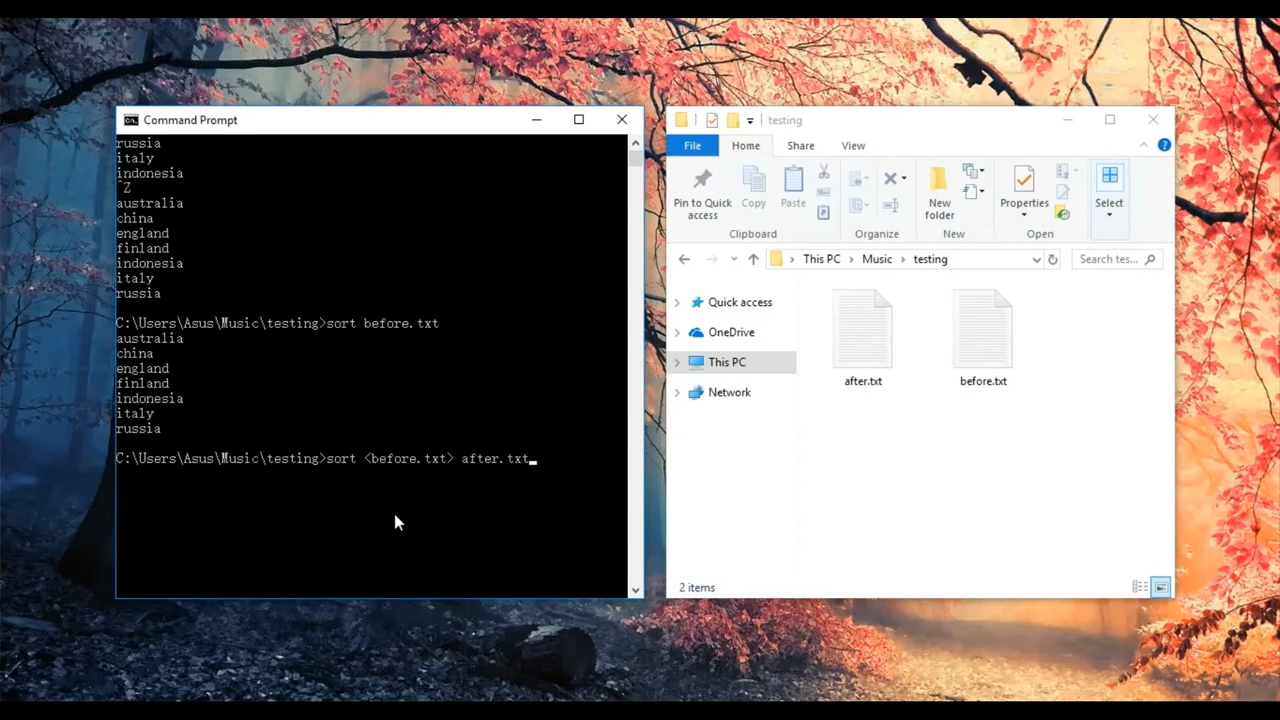 Command Prompt
russia
italy
indonesia
^Z
australia
china
england
finland
indonesia
italy
russia
C:\Users\Asus\Music\testing>sort before.txt
australia
china
england
finland
indonesia
italy
russia
C:\Users\Asus\Music\testing>sort <before.txt> after.txt
testing
File Home Share View
Pin to Quick access
Copy
Paste
New folder
Properties
Select
Clipboard Organize New Open
This PC Music testing
Search tes...
Quick access
OneDrive
This PC
Network
after.txt before.txt
2 items